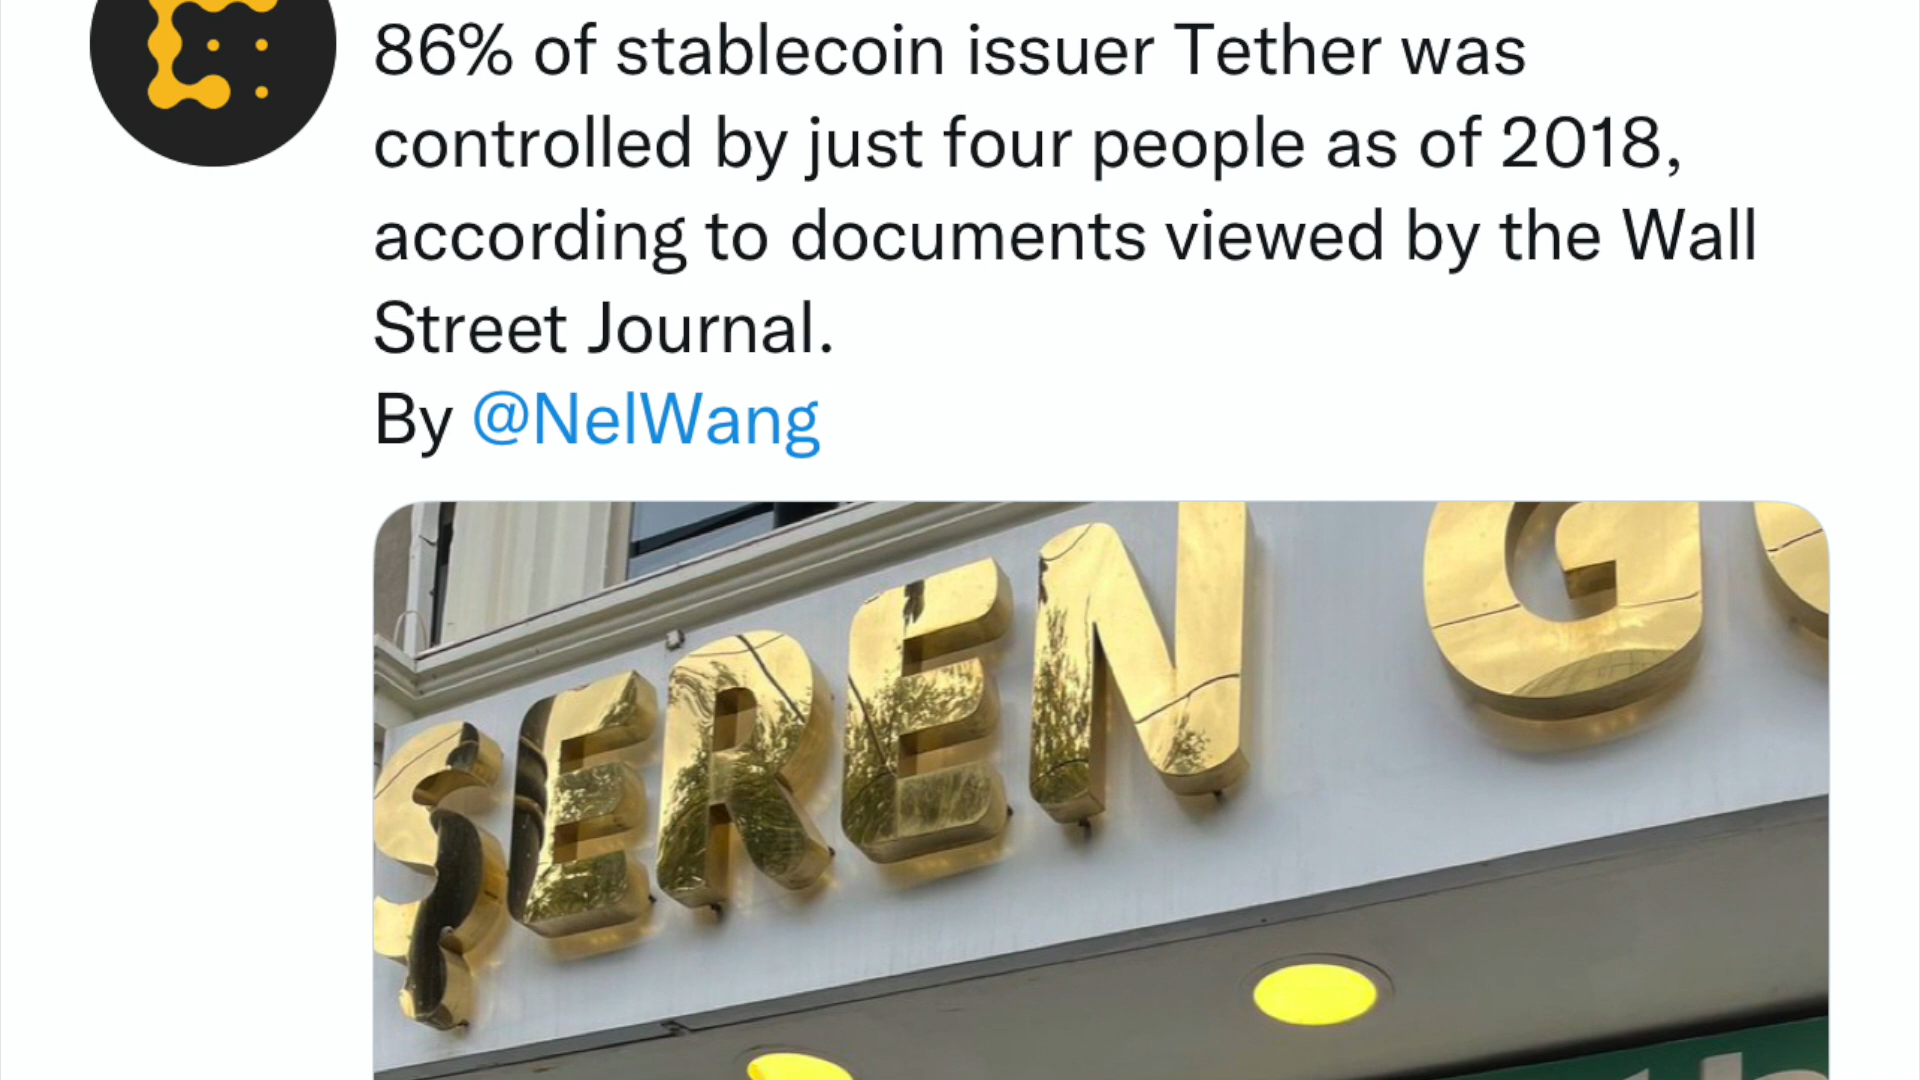 86% of stablecoin issuer Tether was
controlled by just four people as of 2018,
according to documents viewed by the Wall
Street Journal.
By @NelWang
ŞEREN G